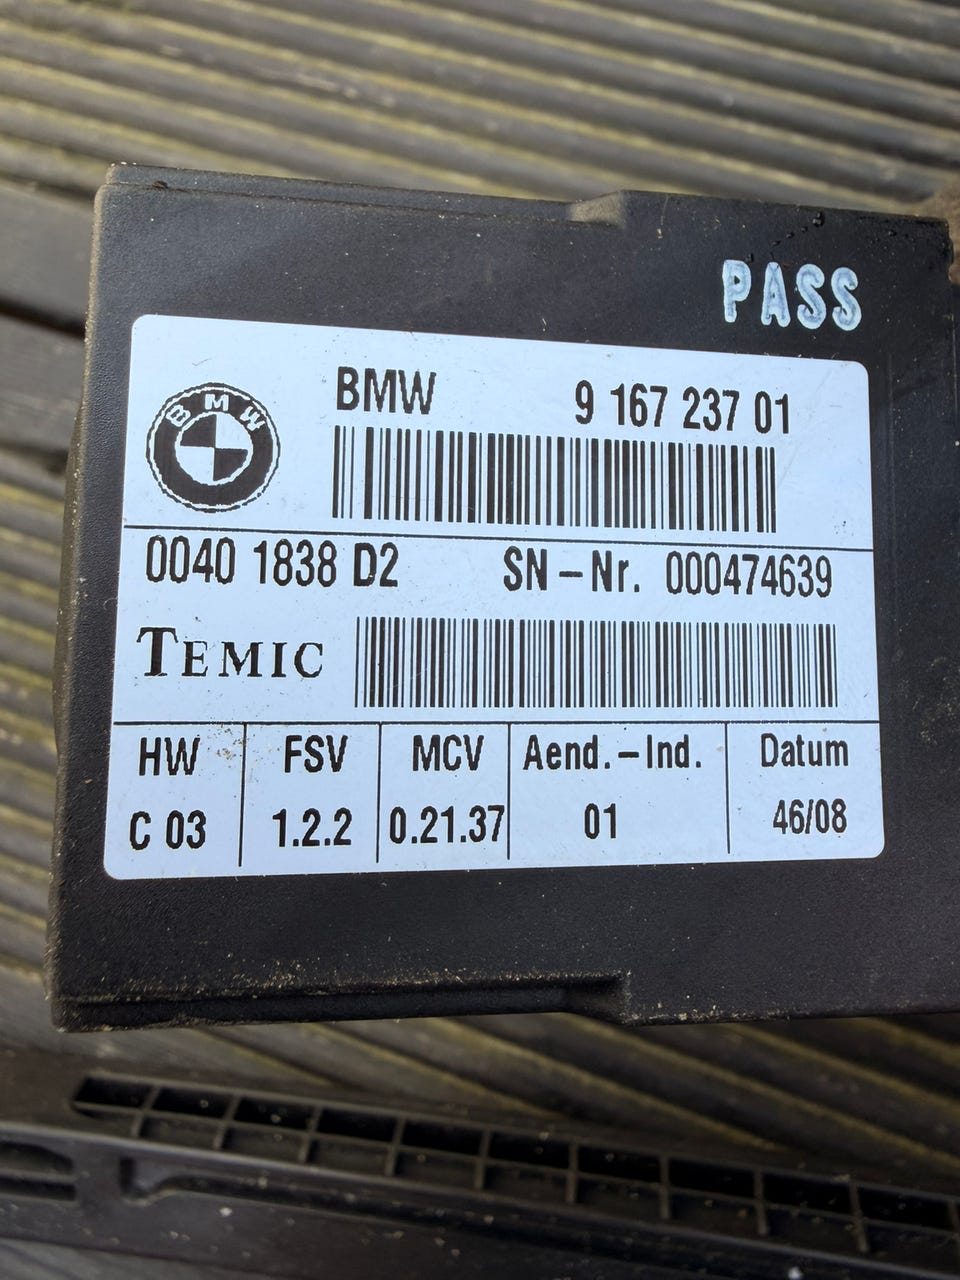 PASS
BMW
BMW 9 167 237 01
0040 1838 D2 SN-Nr. 000474639
TEMIC
HW FSV MCV Aend.-Ind. Datum
C 03 1.2.2 0.21.37 01 46/08